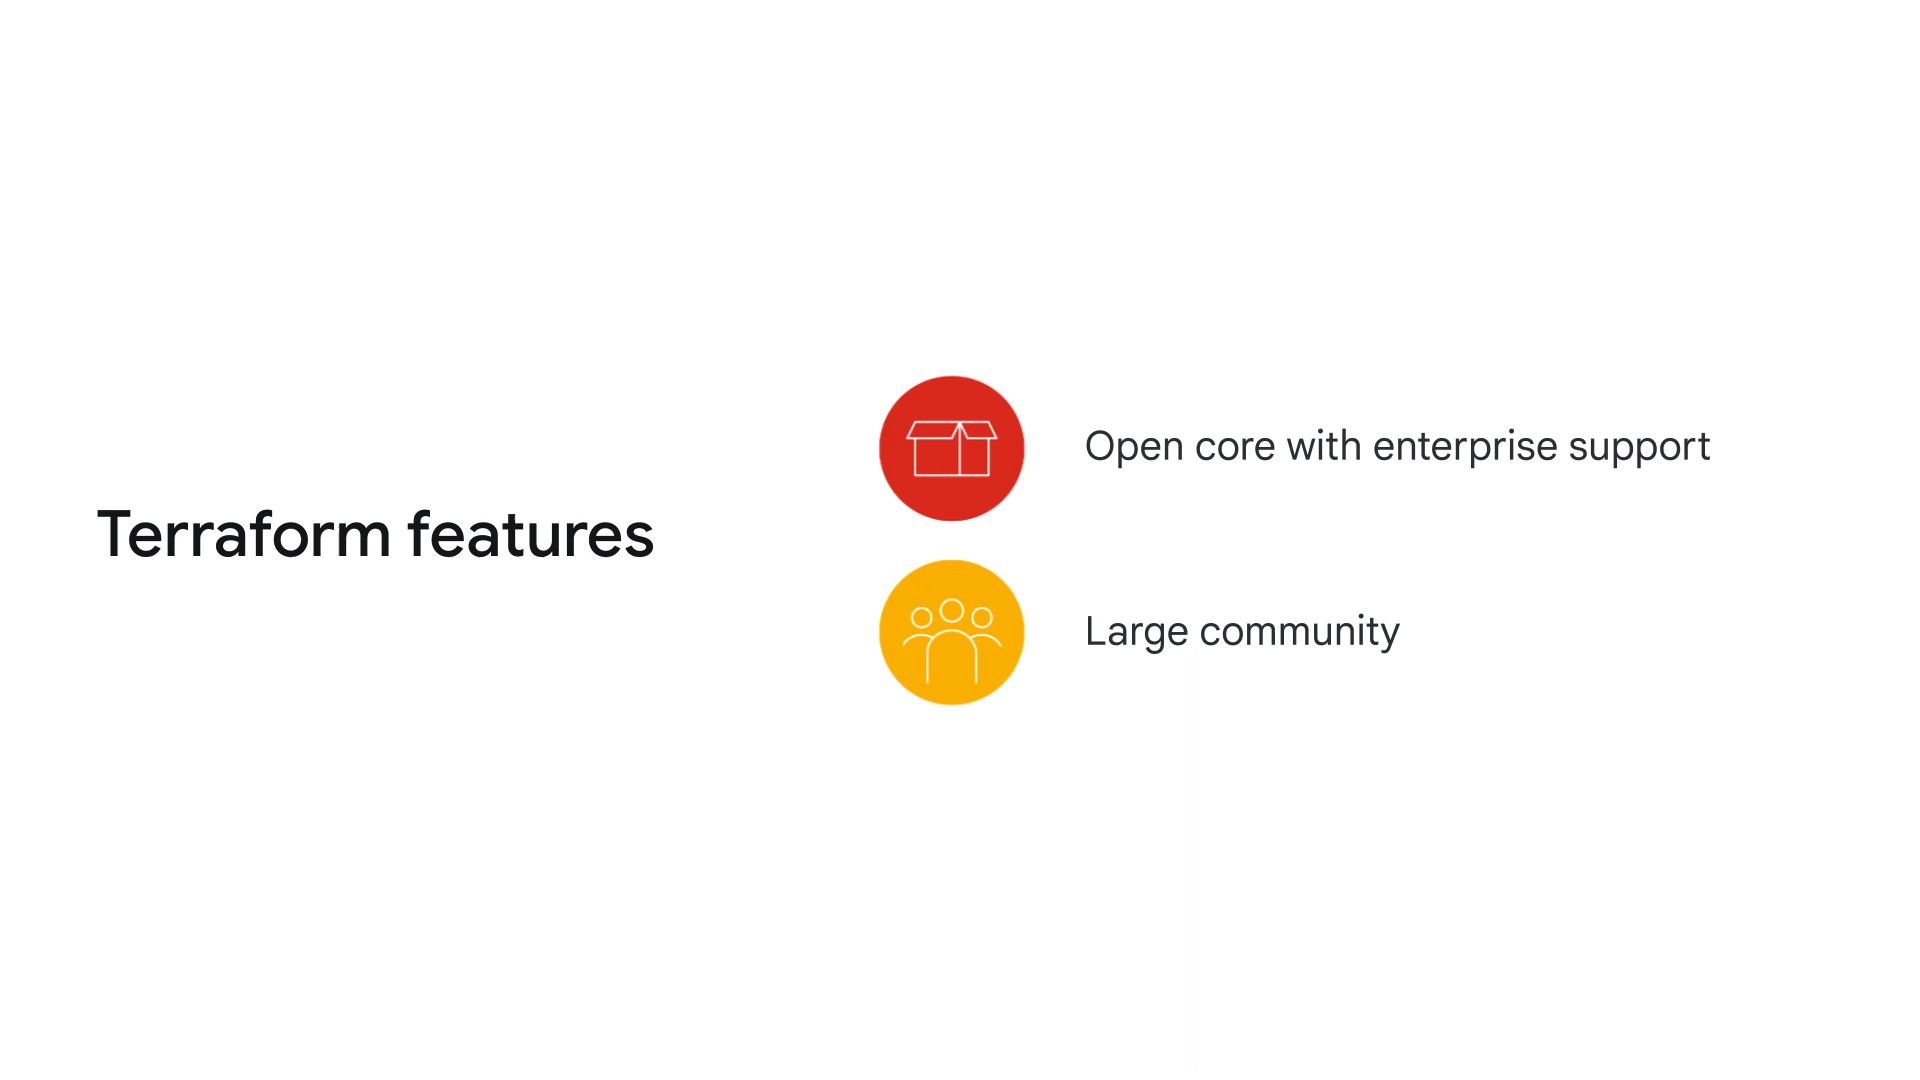 Terraform features
Open core with enterprise support
Large community